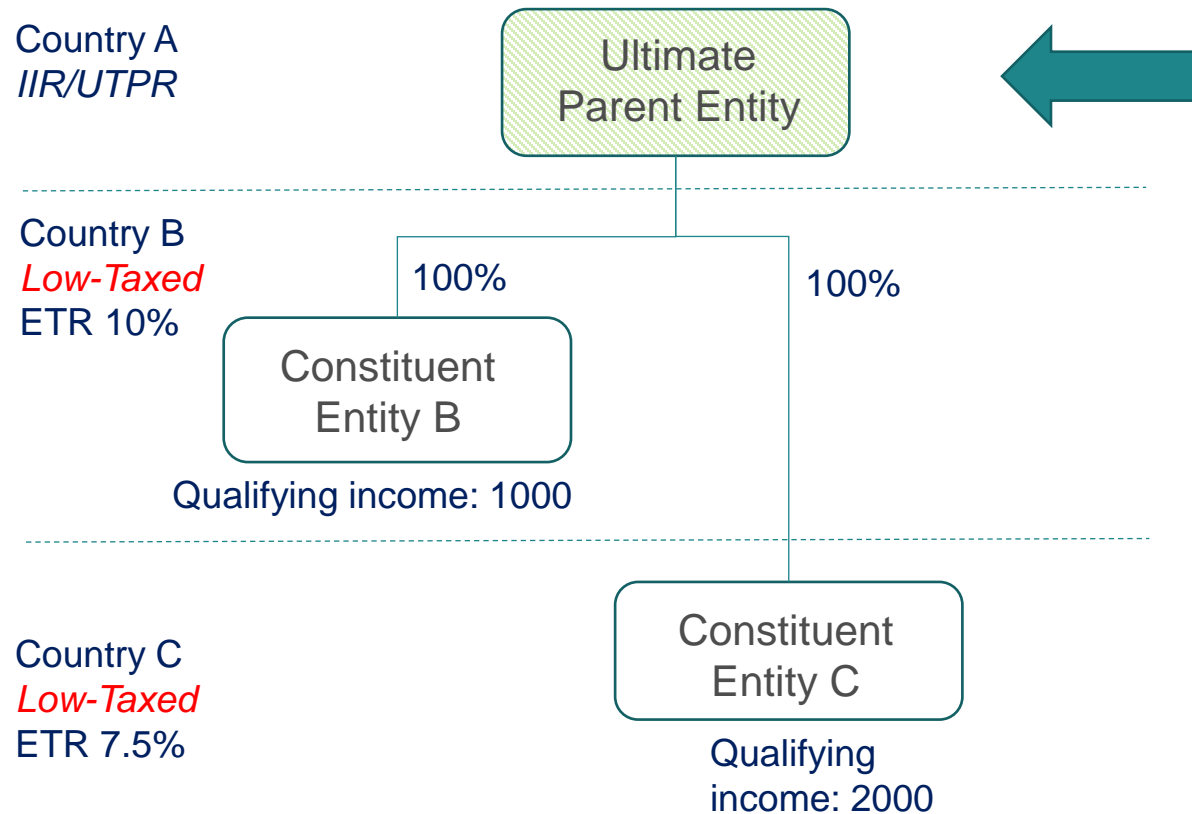 Country A
IIR/UTPR
Ultimate
Parent Entity
Country B
Low-Taxed
ETR 10%
100%
100%
Constituent
Entity B
Qualifying income: 1000
Country C
Low-Taxed
ETR 7.5%
Constituent
Entity C
Qualifying
income: 2000